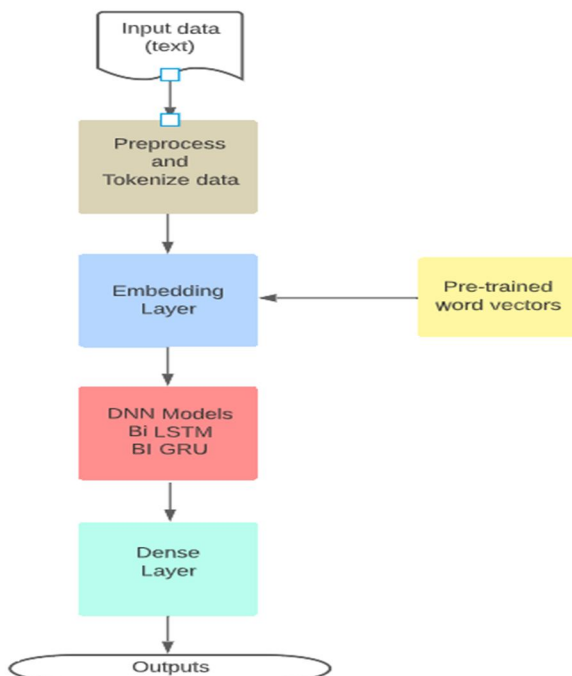 Input data
(text)
Preprocess
and
Tokenize data
Embedding
Layer
Pre-trained
word vectors
DNN Models
Bi LSTM
BI GRU
Dense
Layer
Outputs